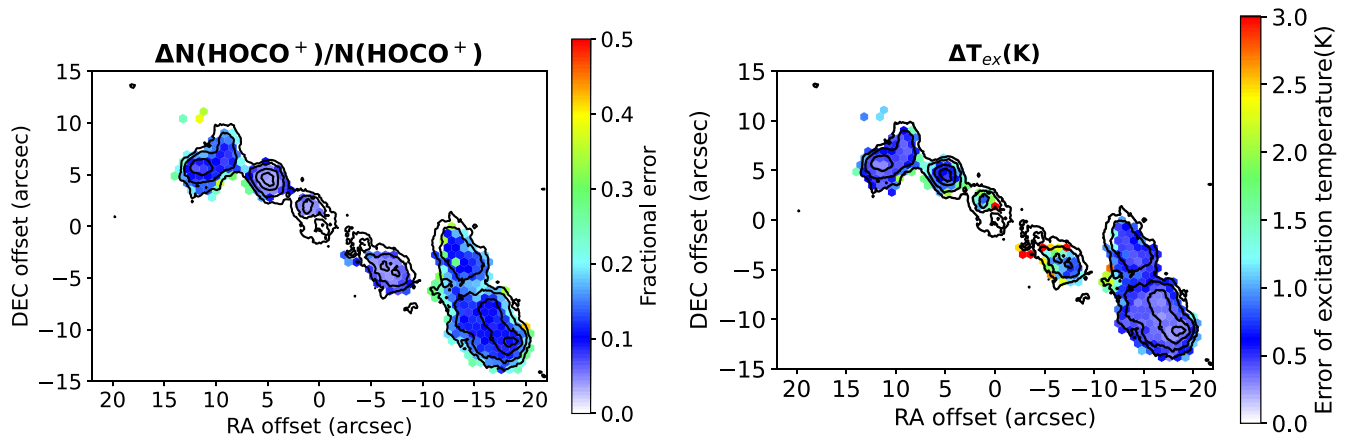 ΔN(HOCO⁺)/N(HOCO⁺)
15
10
5
0
−5
−10
−15
DEC offset (arcsec)
20 15 10 5 0 −5 −10 −15 −20
RA offset (arcsec)
0.5
0.4
0.3
0.2
0.1
0.0
Fractional error
ΔTₑₓ(K)
15
10
5
0
−5
−10
−15
DEC offset (arcsec)
20 15 10 5 0 −5 −10 −15 −20
RA offset (arcsec)
3.0
2.5
2.0
1.5
1.0
0.5
0.0
Error of excitation temperature(K)